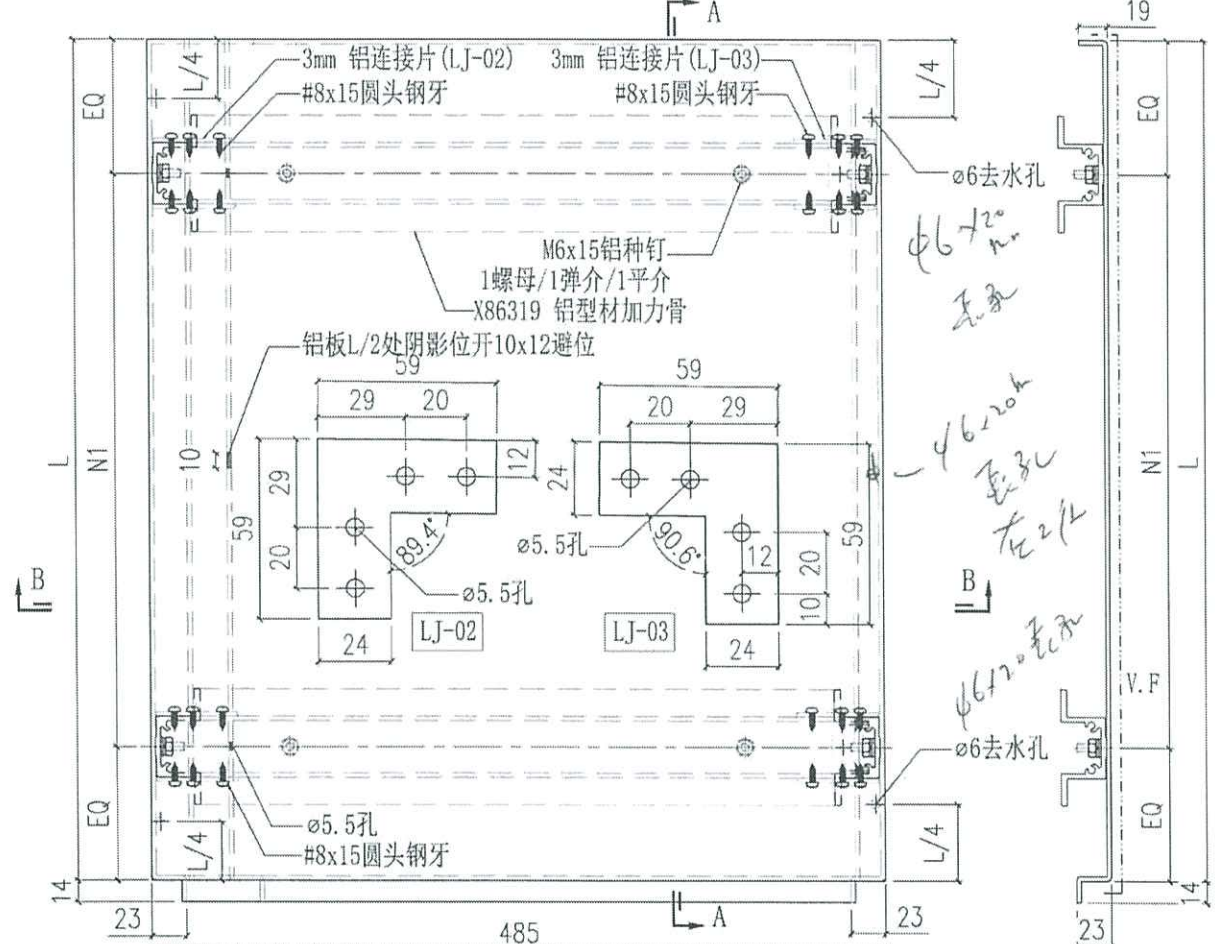 A
19
3mm 铝连接片(LJ-02)
3mm 铝连接片(LJ-03)
#8x15圆头钢牙
#8x15圆头钢牙
L/4
L/4
EQ
EQ
ø6去水孔
M6x15铝种钉
1螺母/1弹介/1平介
X86319 铝型材加力骨
铝板L/2处阴影位开10x12避位
59
59
29
20
20
29
L
N1
10
29
12
24
59
20
89.4°
ø5.5孔
ø5.5孔
90.6°
12
20
59
10
N1
L
B
B
24
LJ-02
LJ-03
24
V.F
ø6去水孔
EQ
ø5.5孔
#8x15圆头钢牙
L/4
L/4
EQ
14
14
23
485
A
23
23